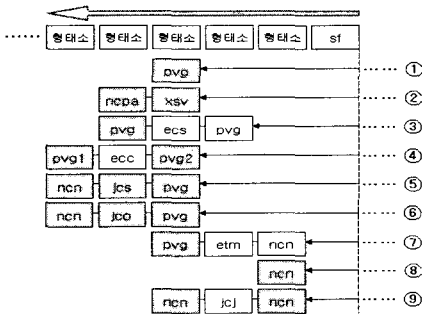 ...... 형태소 형태소 형태소 형태소 형태소 sf
pvg ...... ①
ncpa xsv ...... ②
pvg ecs pvg ...... ③
pvg1 ecc pvg2 ...... ④
ncn jcs pvg ...... ⑤
ncn jco pvg ...... ⑥
pvg etm ncn ...... ⑦
ncn ...... ⑧
ncn jcj ncn ...... ⑨